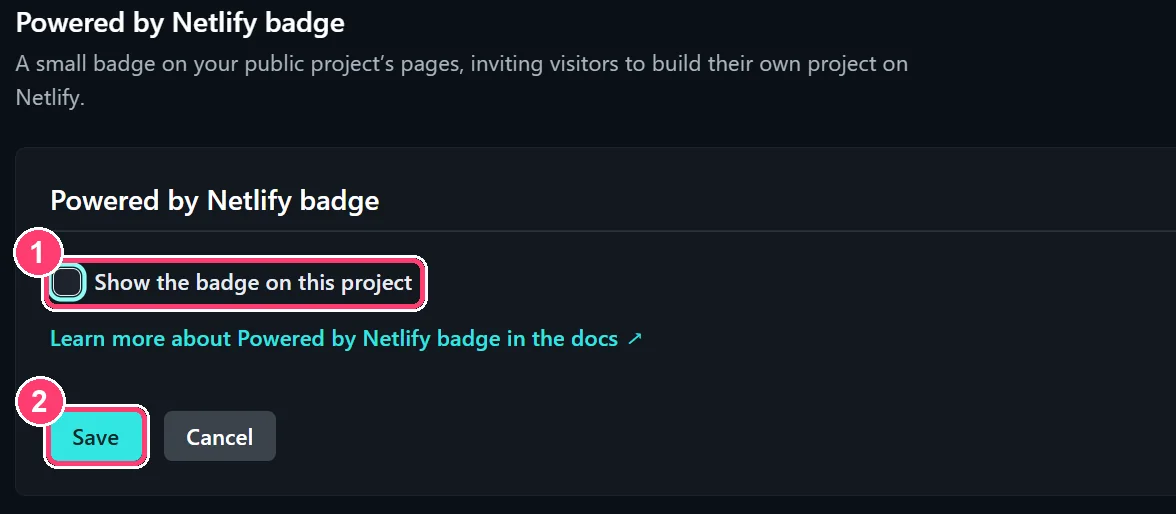 Powered by Netlify badge
A small badge on your public project’s pages, inviting visitors to build their own project on
Netlify.
Powered by Netlify badge
1
Show the badge on this project
Learn more about Powered by Netlify badge in the docs ↗
2
Save
Cancel